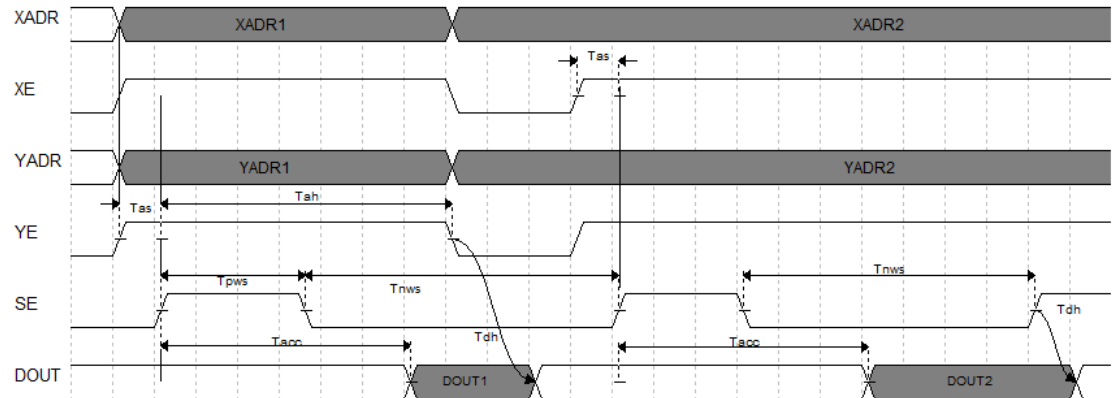 XADR XADR1 XADR2
Tas
XE
YADR YADR1 YADR2
Tas Tah
YE
Tpws Tnws Tnws
SE
Tdh Tdh
Tacc Tacc
DOUT DOUT1 DOUT2